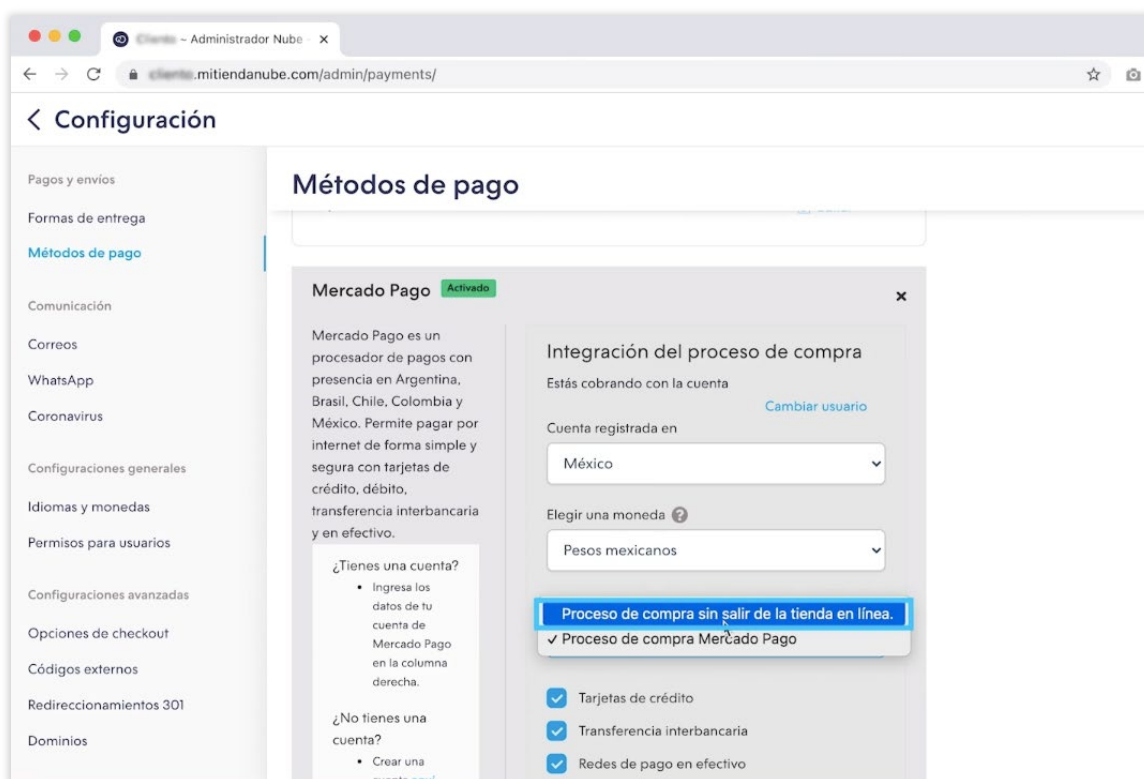 – Administrador Nube
.mitiendanube.com/admin/payments/
Configuración
Pagos y envíos
Formas de entrega
Métodos de pago
Comunicación
Correos
WhatsApp
Coronavirus
Configuraciones generales
Idiomas y monedas
Permisos para usuarios
Configuraciones avanzadas
Opciones de checkout
Códigos externos
Redireccionamientos 301
Dominios
Métodos de pago
Mercado Pago Activado
Mercado Pago es un
procesador de pagos con
presencia en Argentina,
Brasil, Chile, Colombia y
México. Permite pagar por
internet de forma simple y
segura con tarjetas de
crédito, débito,
transferencia interbancaria
y en efectivo.
¿Tienes una cuenta?
• Ingresa los
datos de tu
cuenta de
Mercado Pago
en la columna
derecha.
¿No tienes una
cuenta?
• Crear una
Integración del proceso de compra
Estás cobrando con la cuenta
Cambiar usuario
Cuenta registrada en
México
Elegir una moneda ?
Pesos mexicanos
Proceso de compra sin salir de la tienda en línea.
✓ Proceso de compra Mercado Pago
Tarjetas de crédito
Transferencia interbancaria
Redes de pago en efectivo